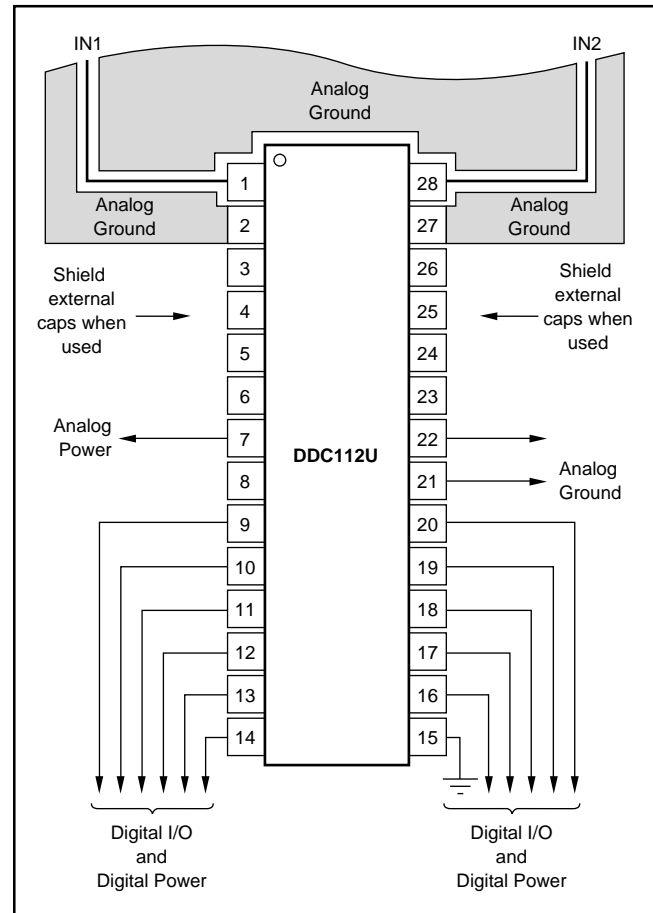 IN1
IN2
Analog
Ground
Analog
Ground
Analog
Ground
1
2
3
4
5
6
7
8
9
10
11
12
13
14
28
27
26
25
24
23
22
21
20
19
18
17
16
15
DDC112U
Shield
external
caps when
used
Shield
external
caps when
used
Analog
Power
Analog
Ground
Digital I/O
and
Digital Power
Digital I/O
and
Digital Power